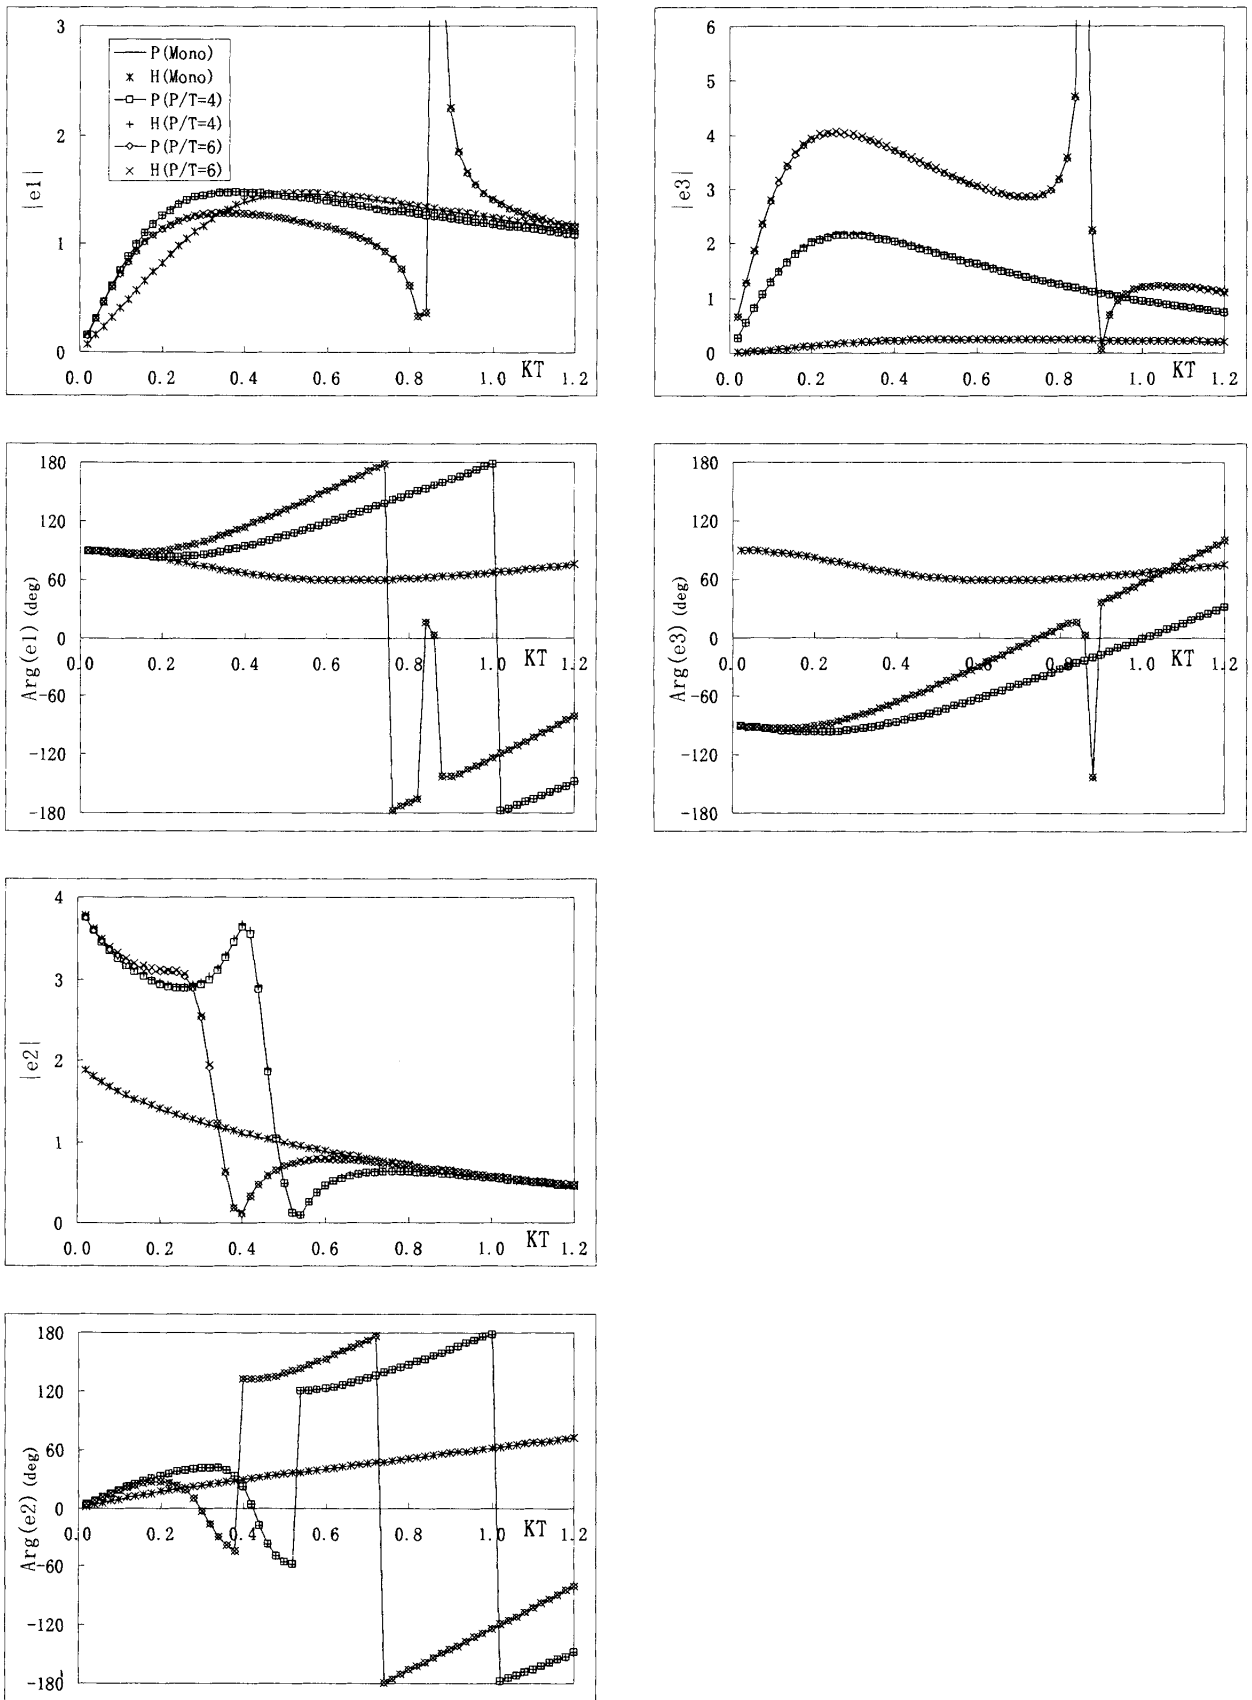 3
2
1
0
|e1|
P(Mono)
H(Mono)
P(P/T=4)
H(P/T=4)
P(P/T=6)
H(P/T=6)
0.0 0.2 0.4 0.6 0.8 1.0 KT 1.2
6
5
4
3
2
1
0
|e3|
0.0 0.2 0.4 0.6 0.8 1.0 KT 1.2
180
120
60
0
-60
-120
-180
Arg(e1)(deg)
0.0 0.2 0.4 0.6 0.8 1.0 KT 1.2
180
120
60
0
-60
-120
-180
Arg(e3)(deg)
0.0 0.2 0.4 0.6 0.8 1.0 KT 1.2
4
3
2
1
0
|e2|
0.0 0.2 0.4 0.6 0.8 1.0 KT 1.2
180
120
60
0
-60
-120
-180
Arg(e2)(deg)
0.0 0.2 0.4 0.6 0.8 1.0 KT 1.2